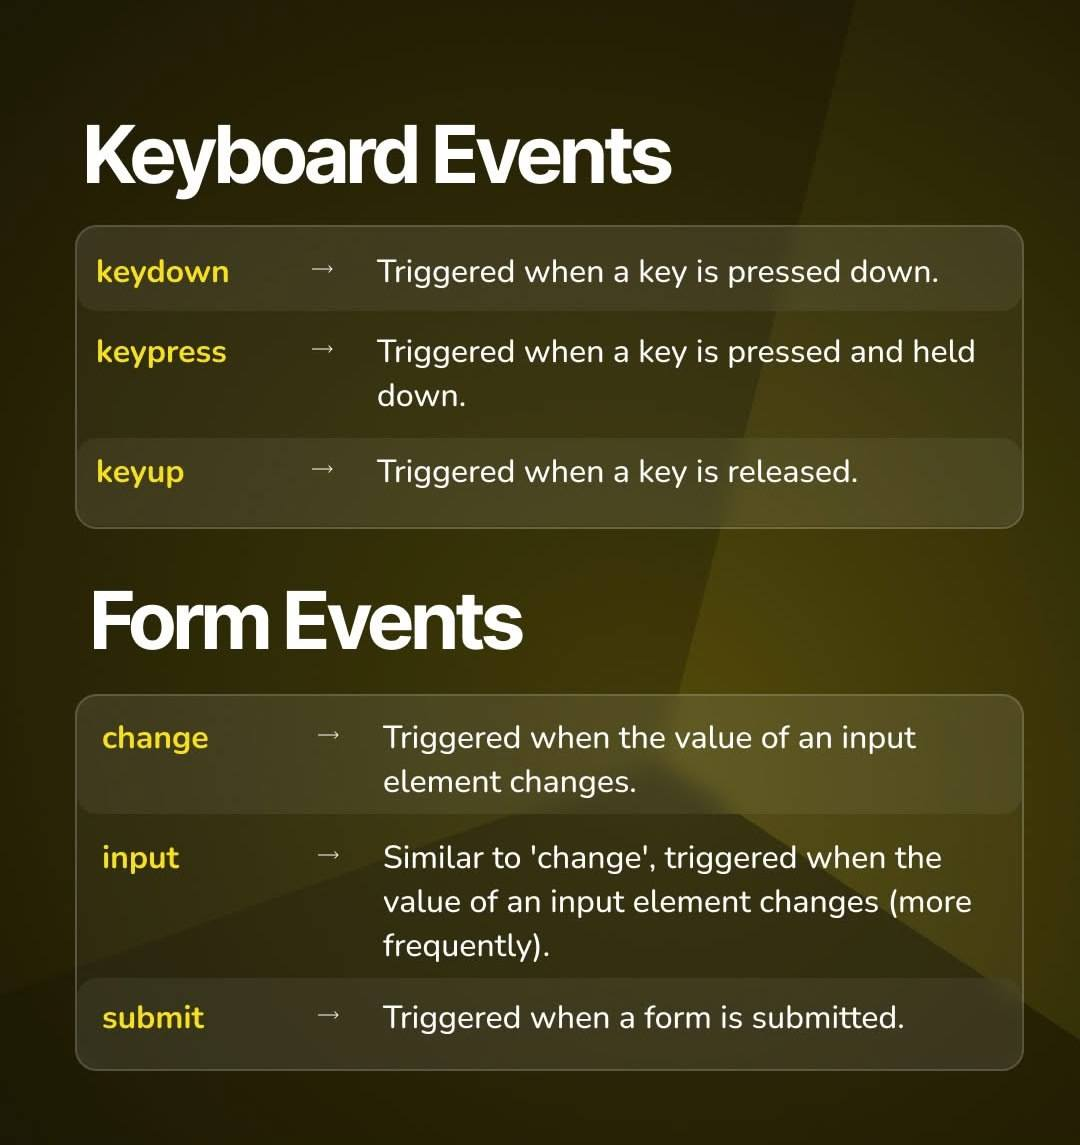 Keyboard Events
keydown → Triggered when a key is pressed down.
keypress → Triggered when a key is pressed and held
down.
keyup → Triggered when a key is released.
Form Events
change → Triggered when the value of an input
element changes.
input → Similar to 'change', triggered when the
value of an input element changes (more
frequently).
submit → Triggered when a form is submitted.